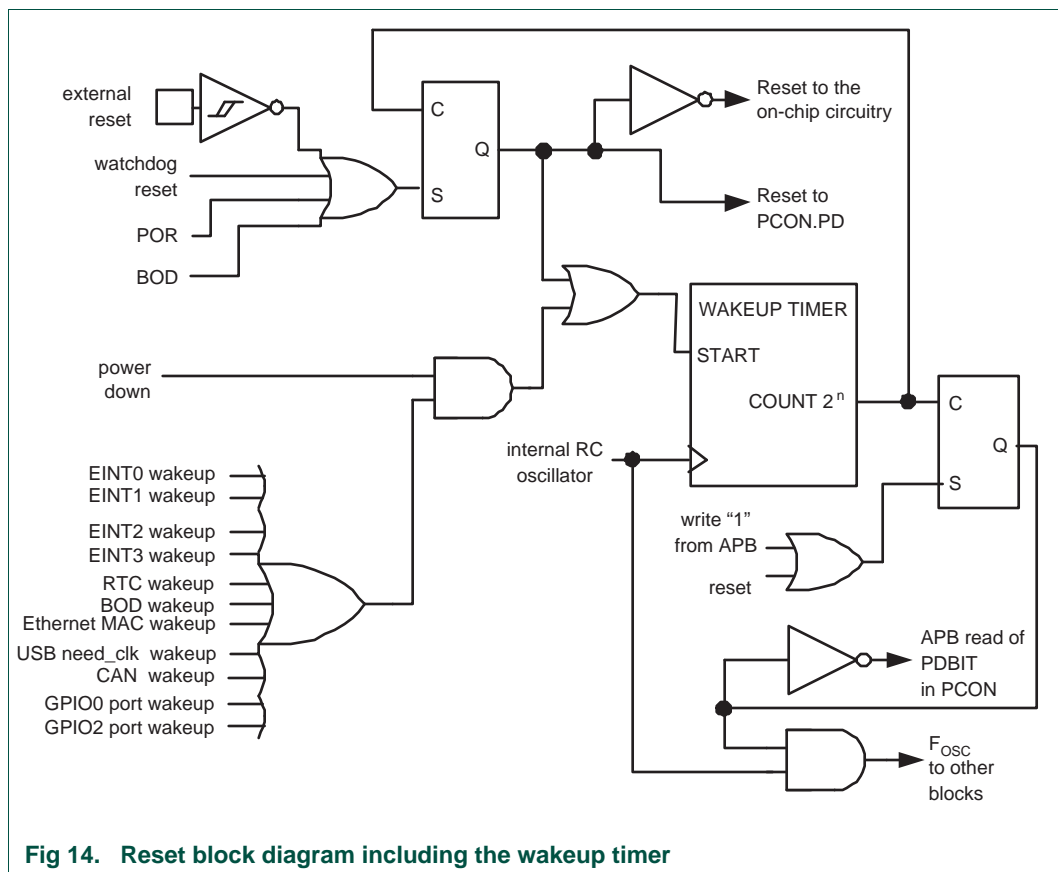 external
reset
watchdog
reset
POR
BOD
C
Q
S
Reset to the
on-chip circuitry
Reset to
PCON.PD
WAKEUP TIMER
START
COUNT 2n
power
down
internal RC
oscillator
C
Q
S
write “1”
from APB
reset
EINT0 wakeup
EINT1 wakeup
EINT2 wakeup
EINT3 wakeup
RTC wakeup
BOD wakeup
Ethernet MAC wakeup
USB need_clk wakeup
CAN wakeup
GPIO0 port wakeup
GPIO2 port wakeup
APB read of
PDBIT
in PCON
FOSC
to other
blocks
Fig 14. Reset block diagram including the wakeup timer